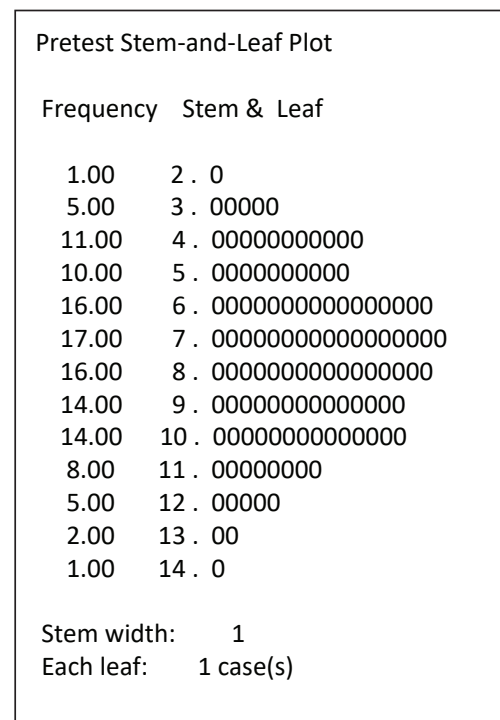 Pretest Stem-and-Leaf Plot
Frequency Stem & Leaf
1.00 2 . 0
5.00 3 . 00000
11.00 4 . 00000000000
10.00 5 . 0000000000
16.00 6 . 0000000000000000
17.00 7 . 00000000000000000
16.00 8 . 0000000000000000
14.00 9 . 00000000000000
14.00 10 . 00000000000000
8.00 11 . 00000000
5.00 12 . 00000
2.00 13 . 00
1.00 14 . 0
Stem width: 1
Each leaf: 1 case(s)